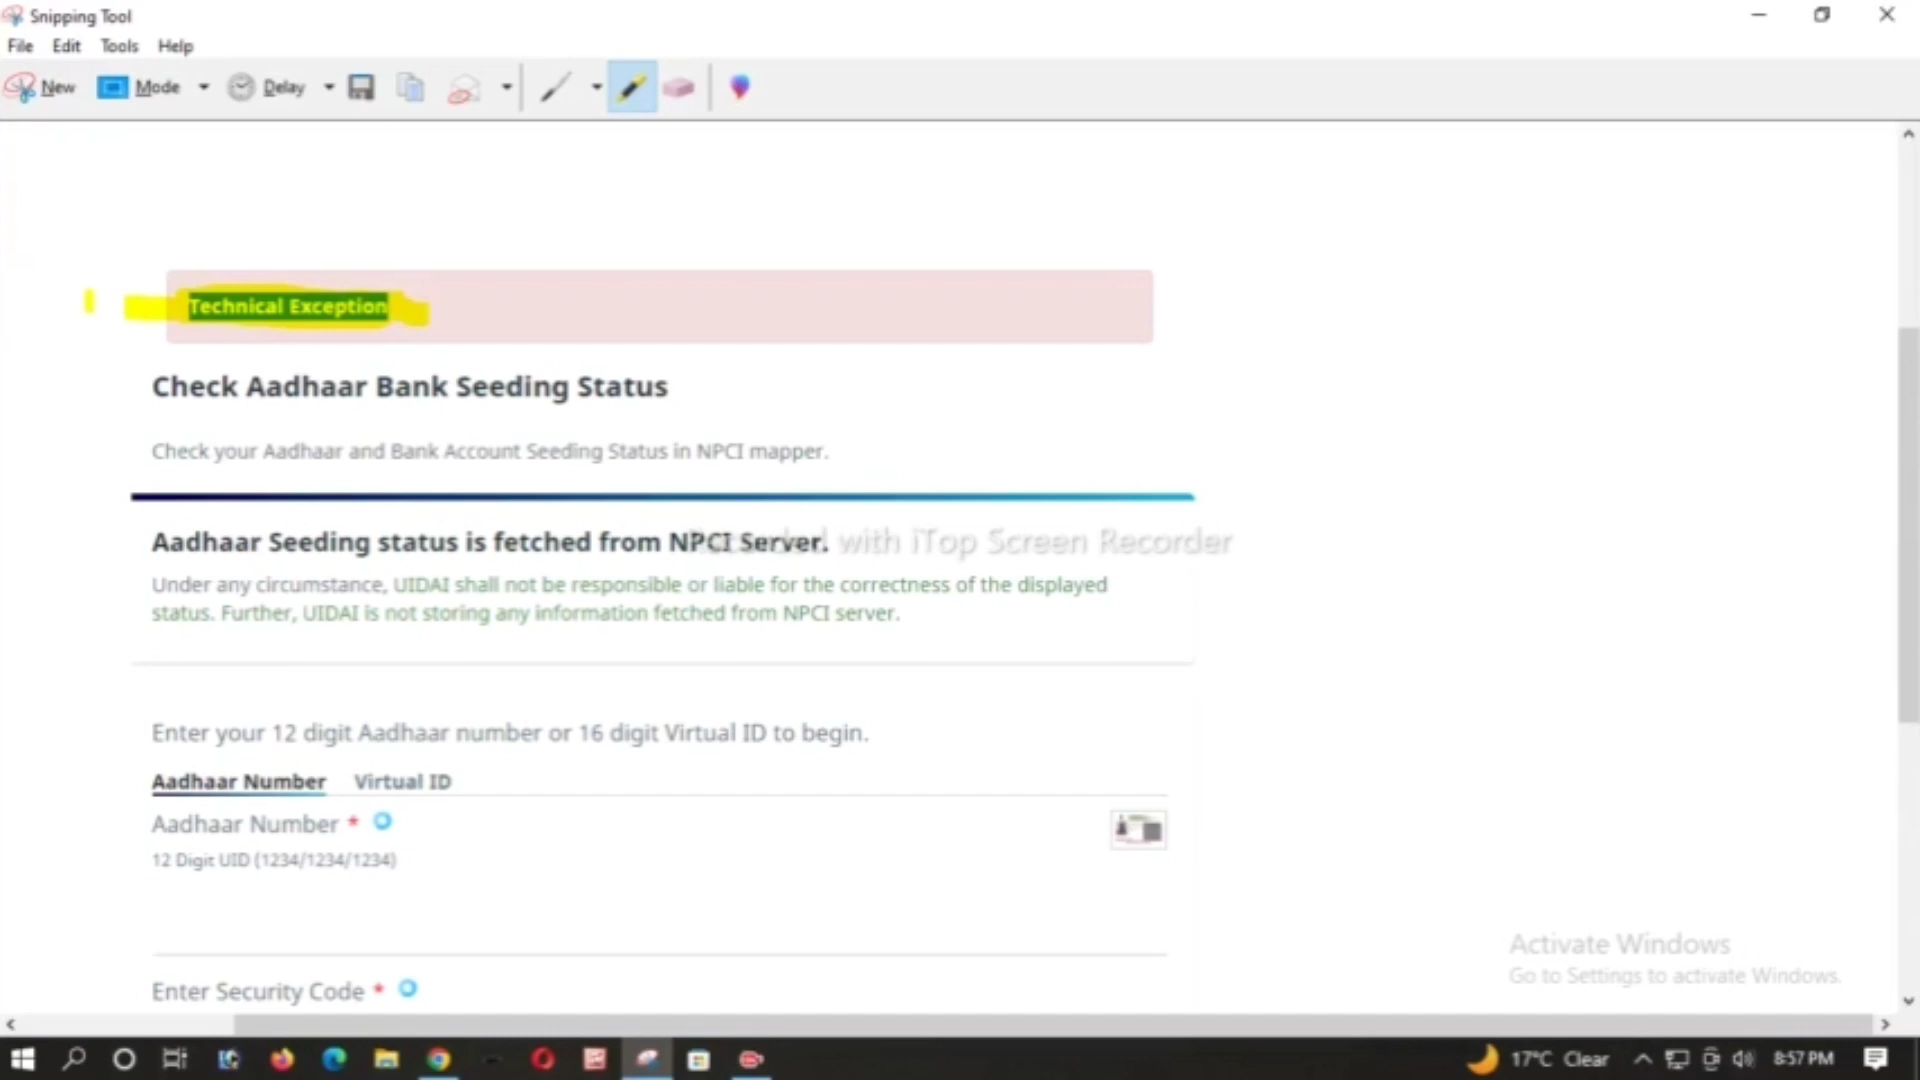 Snipping Tool
File Edit Tools Help
New Mode Delay
Technical Exception
Check Aadhaar Bank Seeding Status
Check your Aadhaar and Bank Account Seeding Status in NPCI mapper.
Aadhaar Seeding status is fetched from NPCI Server.
Recorded with iTop Screen Recorder
Under any circumstance, UIDAI shall not be responsible or liable for the correctness of the displayed
status. Further, UIDAI is not storing any information fetched from NPCI server.
Enter your 12 digit Aadhaar number or 16 digit Virtual ID to begin.
Aadhaar Number Virtual ID
Aadhaar Number *
12 Digit UID (1234/1234/1234)
Activate Windows
Go to Settings to activate Windows.
Enter Security Code *
17°C Clear 8:57 PM